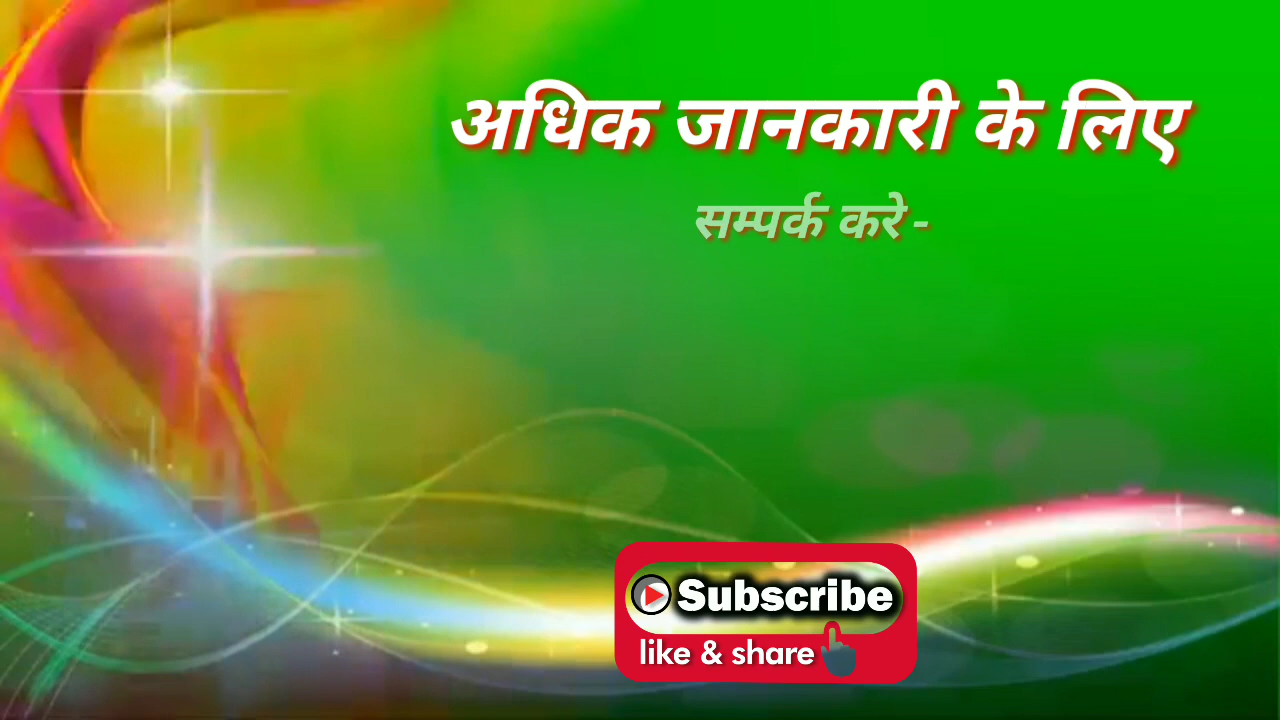 अधिक जानकारी के लिए
सम्पर्क करे -
Subscribe
like & share